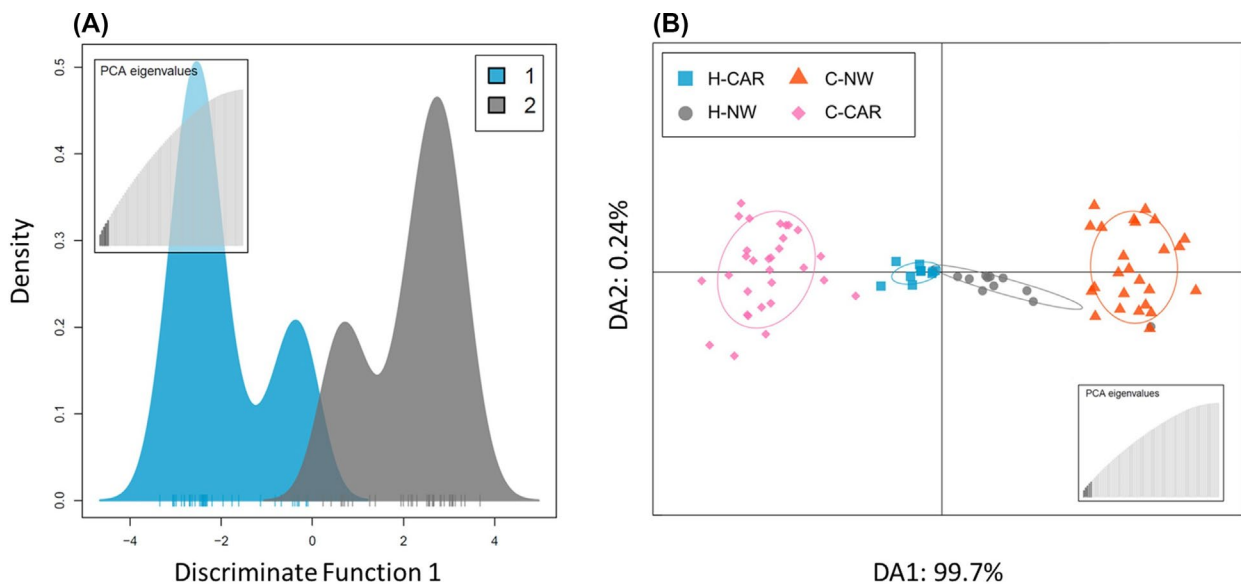 (A)
PCA eigenvalues
1
2
Density
0.0
0.1
0.2
0.3
0.4
0.5
−4
−2
0
2
4
Discriminate Function 1
(B)
H-CAR
C-NW
H-NW
C-CAR
DA2: 0.24%
PCA eigenvalues
DA1: 99.7%